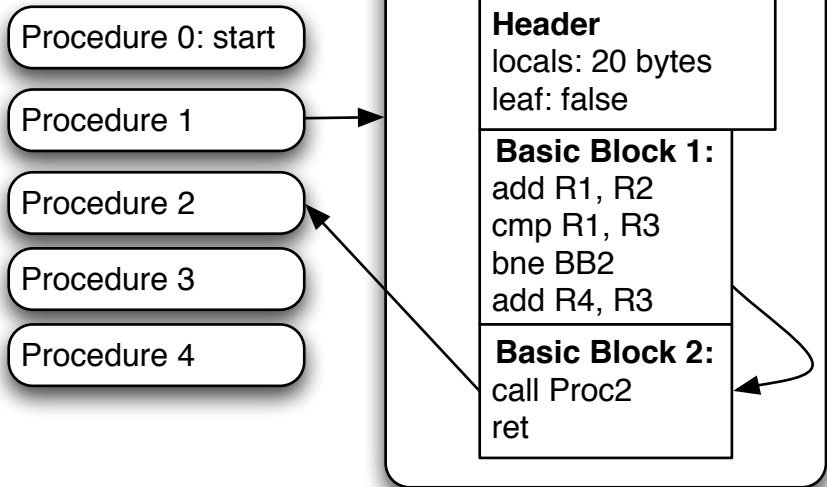 Procedure 0: start
Procedure 1
Procedure 2
Procedure 3
Procedure 4
Header
locals: 20 bytes
leaf: false
Basic Block 1:
add R1, R2
cmp R1, R3
bne BB2
add R4, R3
Basic Block 2:
call Proc2
ret